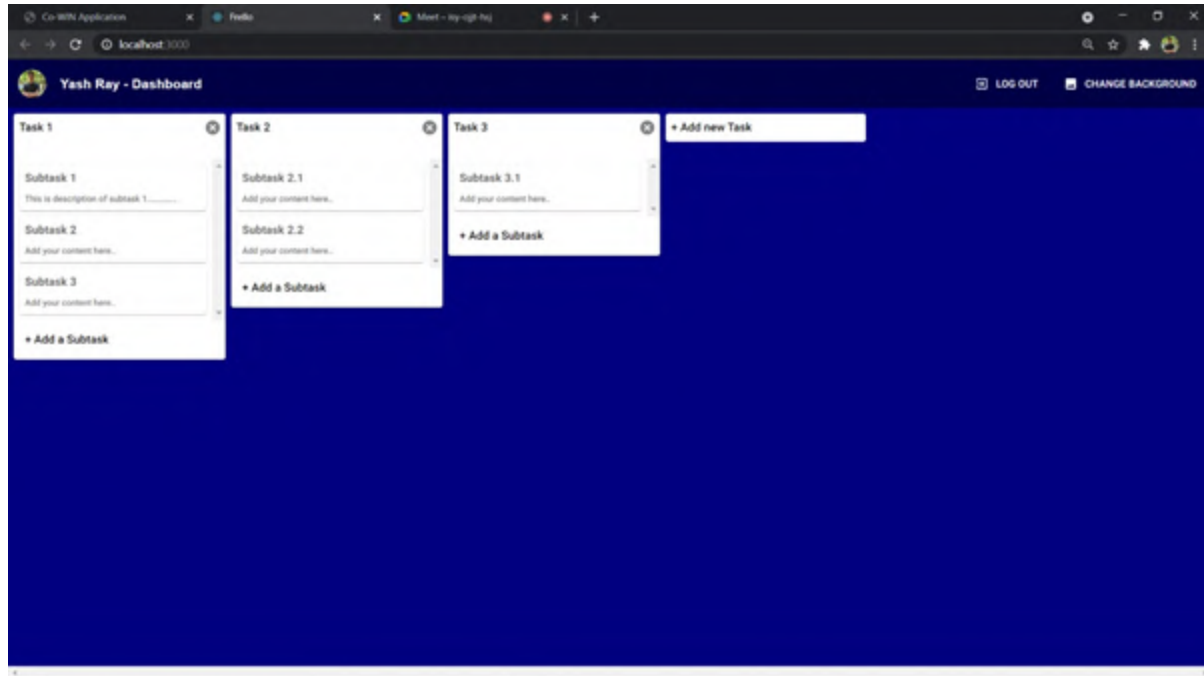 Co-WIN Application
Frello
Meet -
localhost:3000
Yash Ray - Dashboard
LOG OUT
CHANGE BACKGROUND
Task 1
Subtask 1
This is description of subtask 1..............
Subtask 2
Add your content here..
Subtask 3
Add your content here..
+ Add a Subtask
Task 2
Subtask 2.1
Add your content here..
Subtask 2.2
Add your content here..
+ Add a Subtask
Task 3
Subtask 3.1
Add your content here..
+ Add a Subtask
+ Add new Task